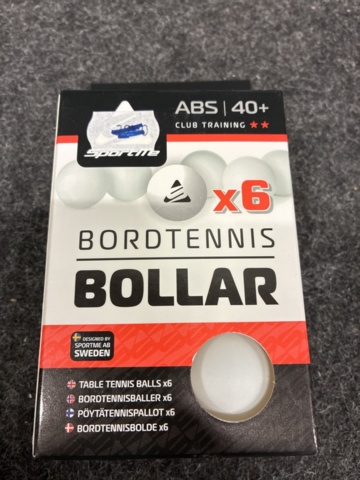 ABS | 40+
CLUB TRAINING
Sportme
x6
BORDTENNIS
BOLLAR
DESIGNED BY
SPORTME AB
SWEDEN
TABLE TENNIS BALLS x6
BORDTENNISBALLER x6
PÖYTÄTENNISPALLOT x6
BORDTENNISBOLDE x6